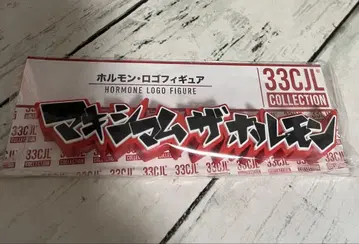 ホルモン・ロゴフィギュア
HORMONE LOGO FIGURE
33CJL
COLLECTION
マキシマム ザ ホルモン